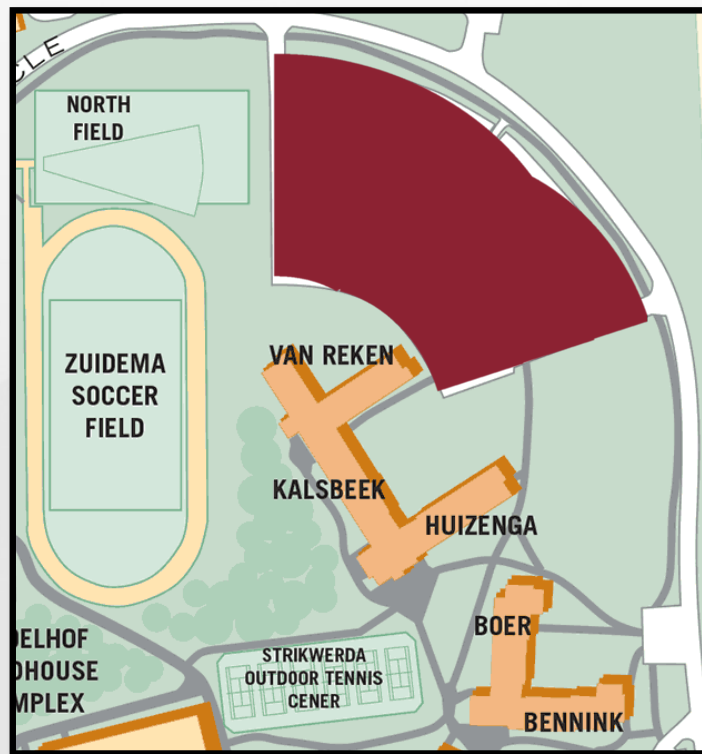 CLE
NORTH
FIELD
ZUIDEMA
SOCCER
FIELD
VAN REKEN
KALSBEEK
HUIZENGA
BOER
BENNINK
STRIKWERDA
OUTDOOR TENNIS
CENER
DELHOF
DHOUSE
MPLEX